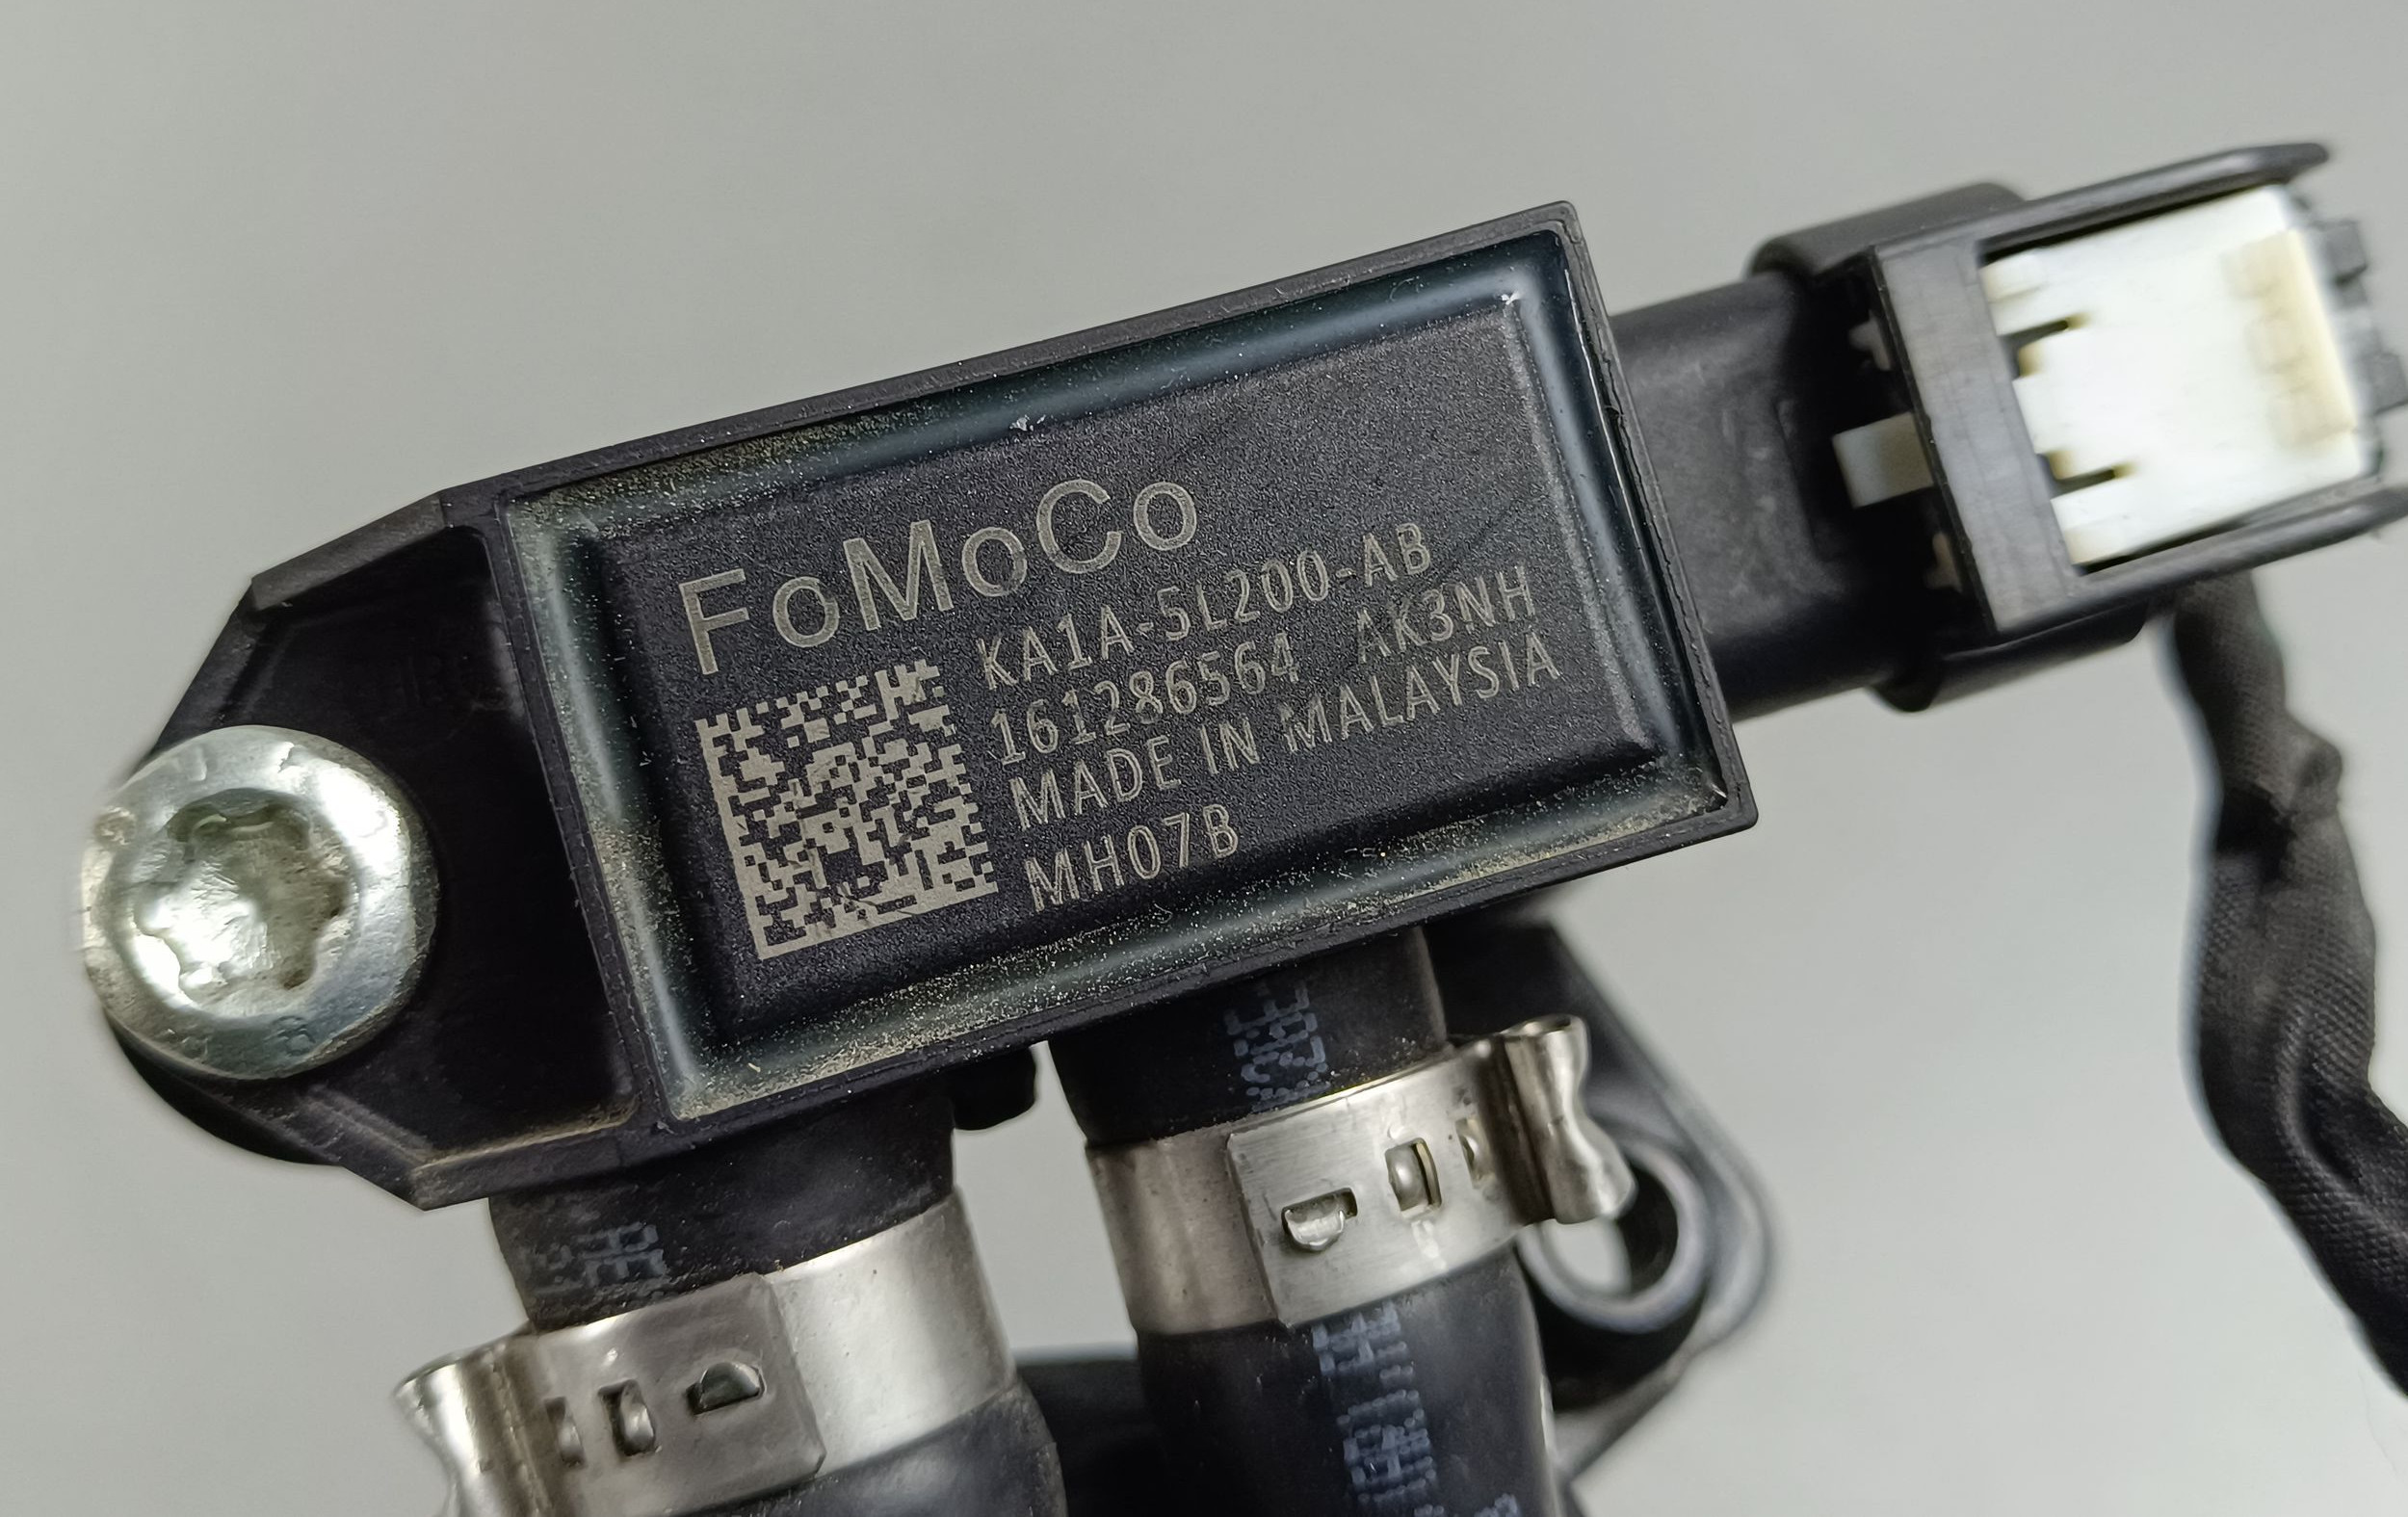 FoMoCo
KA1A-5L200-AB
161286564 AK3NH
MADE IN MALAYSIA
MH07B